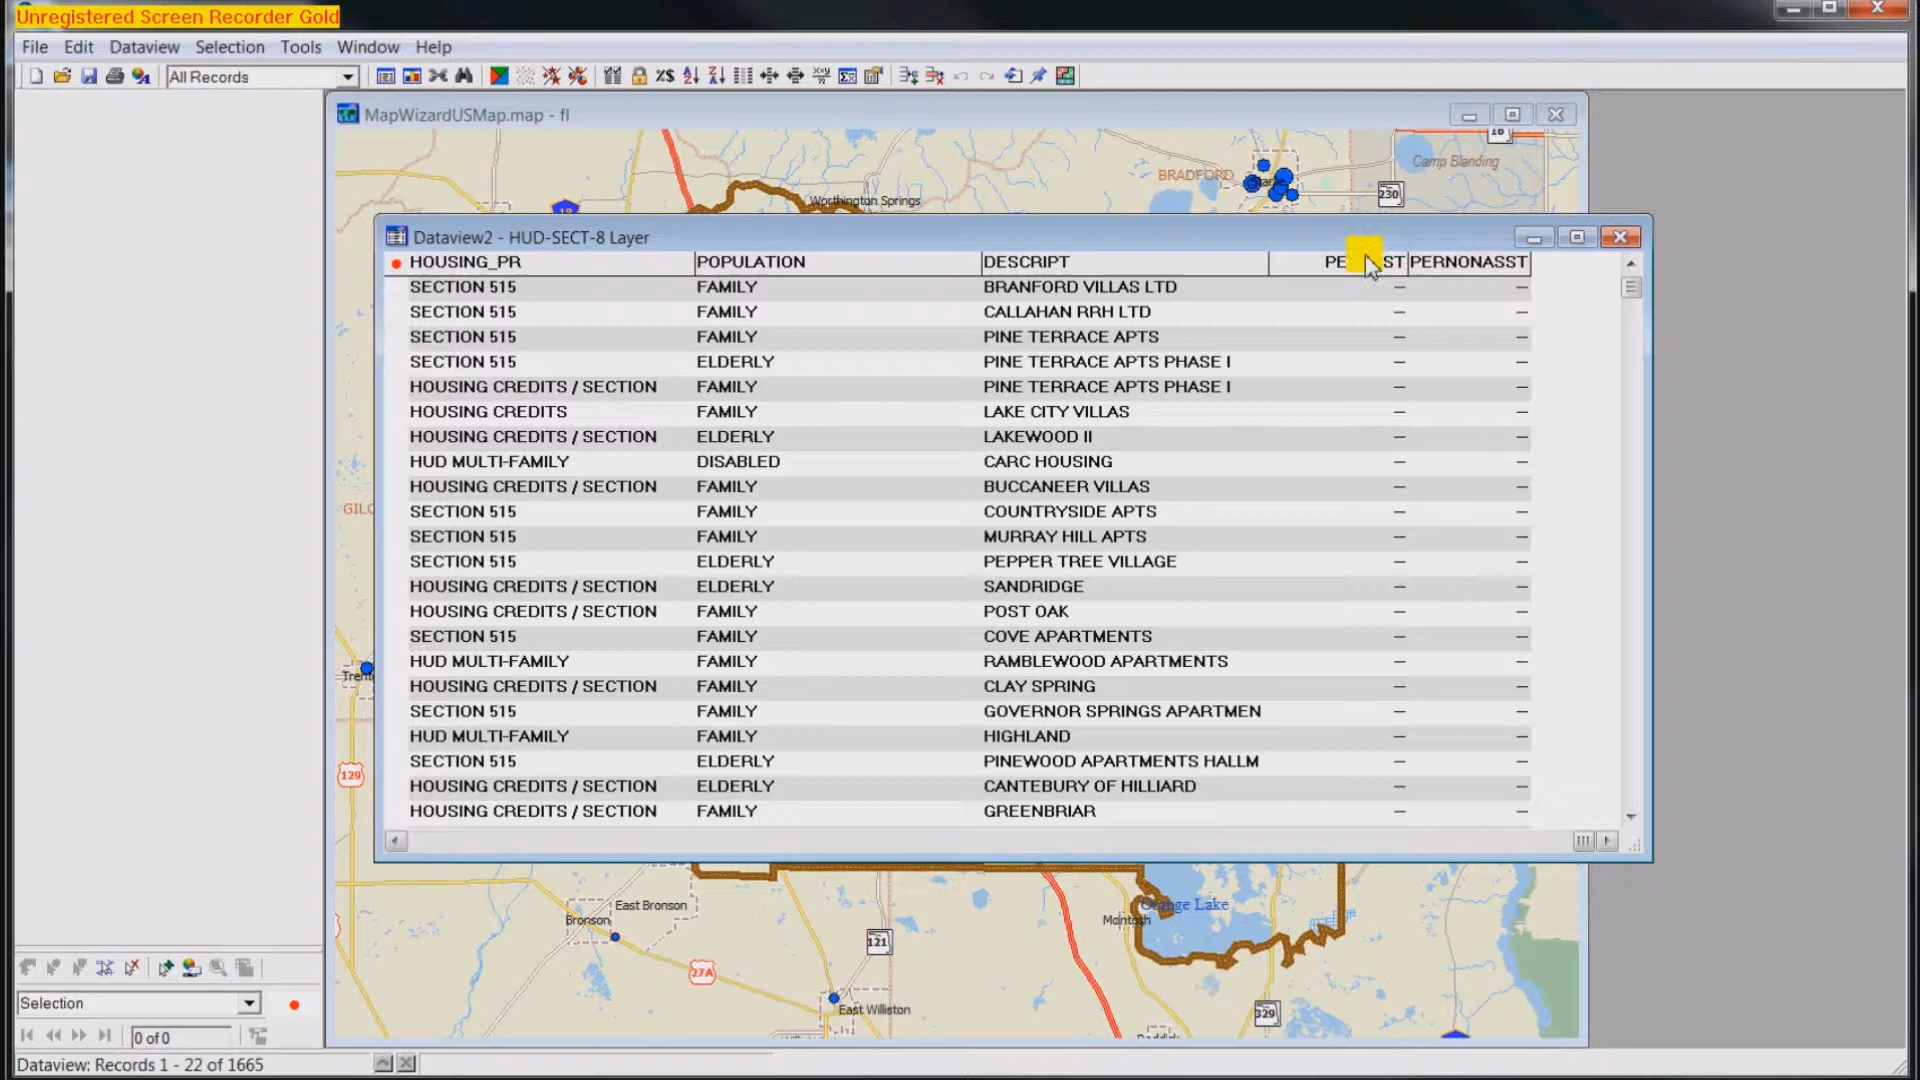 Unregistered Screen Recorder Gold
File Edit Dataview Selection Tools Window Help
All Records
MapWizardUSMap.map - fl
Camp Blanding
BRADFORD
230
Worthington Springs
Dataview2 - HUD-SECT-8 Layer
HOUSING_PR POPULATION DESCRIPT PERNONASST
SECTION 515 FAMILY BRANFORD VILLAS LTD -- --
SECTION 515 FAMILY CALLAHAN RRH LTD -- --
SECTION 515 FAMILY PINE TERRACE APTS -- --
SECTION 515 ELDERLY PINE TERRACE APTS PHASE I -- --
HOUSING CREDITS / SECTION FAMILY PINE TERRACE APTS PHASE I -- --
HOUSING CREDITS FAMILY LAKE CITY VILLAS -- --
HOUSING CREDITS / SECTION ELDERLY LAKEWOOD II -- --
HUD MULTI-FAMILY DISABLED CARC HOUSING -- --
HOUSING CREDITS / SECTION FAMILY BUCCANEER VILLAS -- --
SECTION 515 FAMILY COUNTRYSIDE APTS -- --
SECTION 515 FAMILY MURRAY HILL APTS -- --
SECTION 515 ELDERLY PEPPER TREE VILLAGE -- --
HOUSING CREDITS / SECTION ELDERLY SANDRIDGE -- --
HOUSING CREDITS / SECTION FAMILY POST OAK -- --
SECTION 515 FAMILY COVE APARTMENTS -- --
HUD MULTI-FAMILY FAMILY RAMBLEWOOD APARTMENTS -- --
HOUSING CREDITS / SECTION FAMILY CLAY SPRING -- --
SECTION 515 FAMILY GOVERNOR SPRINGS APARTMEN -- --
HUD MULTI-FAMILY FAMILY HIGHLAND -- --
SECTION 515 ELDERLY PINEWOOD APARTMENTS HALLM -- --
HOUSING CREDITS / SECTION ELDERLY CANTEBURY OF HILLIARD -- --
HOUSING CREDITS / SECTION FAMILY GREENBRIAR -- --
129
East Bronson
Bronson
McIntosh
Orange Lake
121
27A
East Williston
329
Selection
0 of 0
Dataview: Records 1 - 22 of 1665